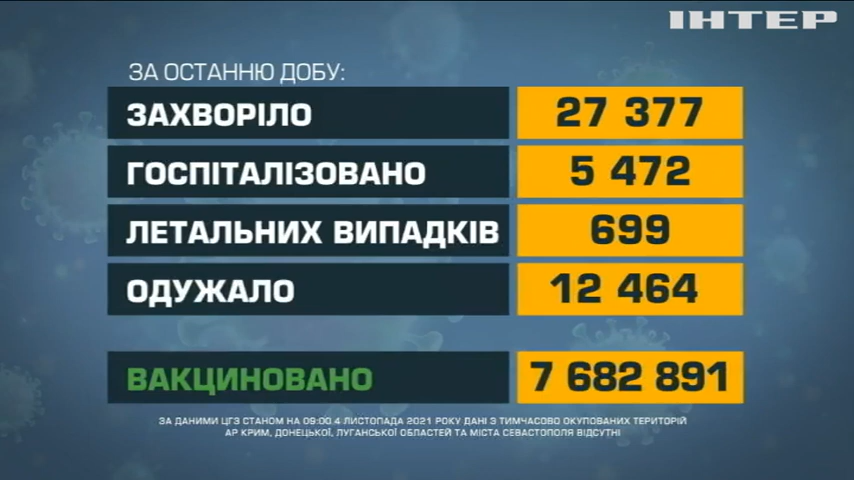 ІНТЕР
ЗА ОСТАННЮ ДОБУ:
ЗАХВОРІЛО 27 377
ГОСПІТАЛІЗОВАНО 5 472
ЛЕТАЛЬНИХ ВИПАДКІВ 699
ОДУЖАЛО 12 464
ВАКЦИНОВАНО 7 682 891
ЗА ДАНИМИ ЦГЗ СТАНОМ НА 09:00 4 ЛИСТОПАДА 2021 РОКУ ДАНІ З ТИМЧАСОВО ОКУПОВАНИХ ТЕРИТОРІЙ
АР КРИМ, ДОНЕЦЬКОЇ, ЛУГАНСЬКОЇ ОБЛАСТЕЙ ТА МІСТА СЕВАСТОПОЛЯ ВІДСУТНІ